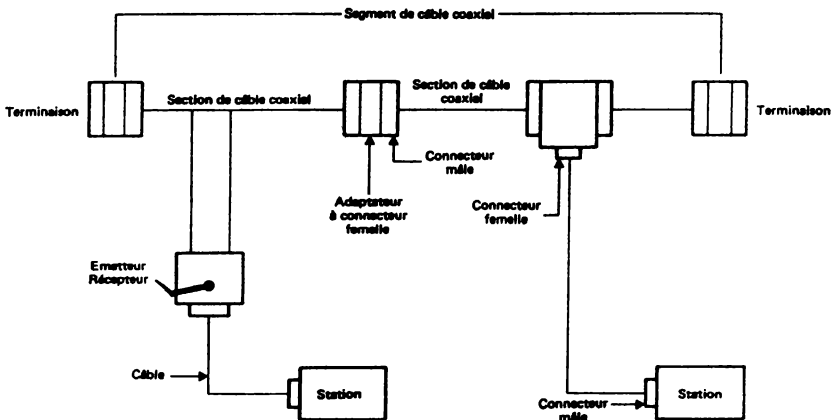 Segment de câble coaxial
Terminaison
Section de câble coaxial
Section de câble
coaxial
Terminaison
Connecteur
mâle
Adaptateur
à connecteur
femelle
Connecteur
femelle
Emetteur
Récepteur
Câble
Station
Connecteur
mâle
Station